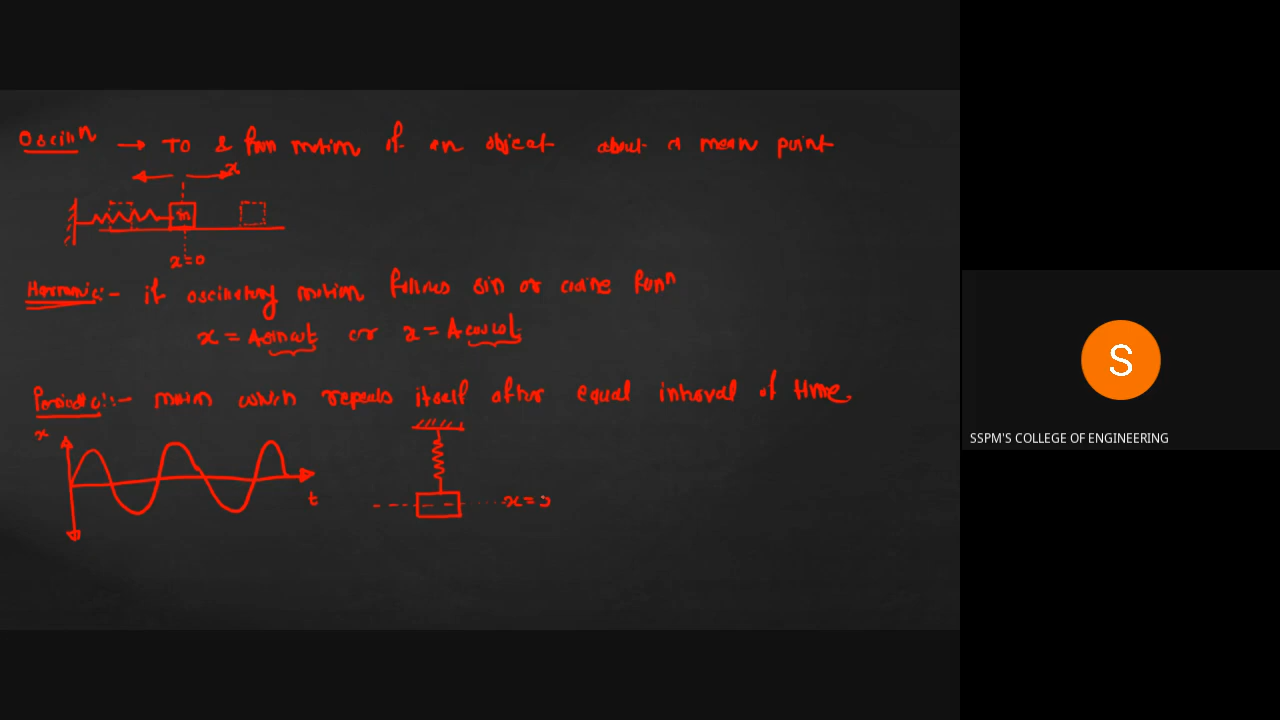 Oscilln → To & from motion of an object about a mean point
x
m
x=0
Harmonic:- if oscillatory motion follows sin or cosine funn
x = A sin ωt or x = A cos ωt
Periodic:- motion which repeats itself after equal interval of time.
x
t
x=
S
SSPM'S COLLEGE OF ENGINEERING